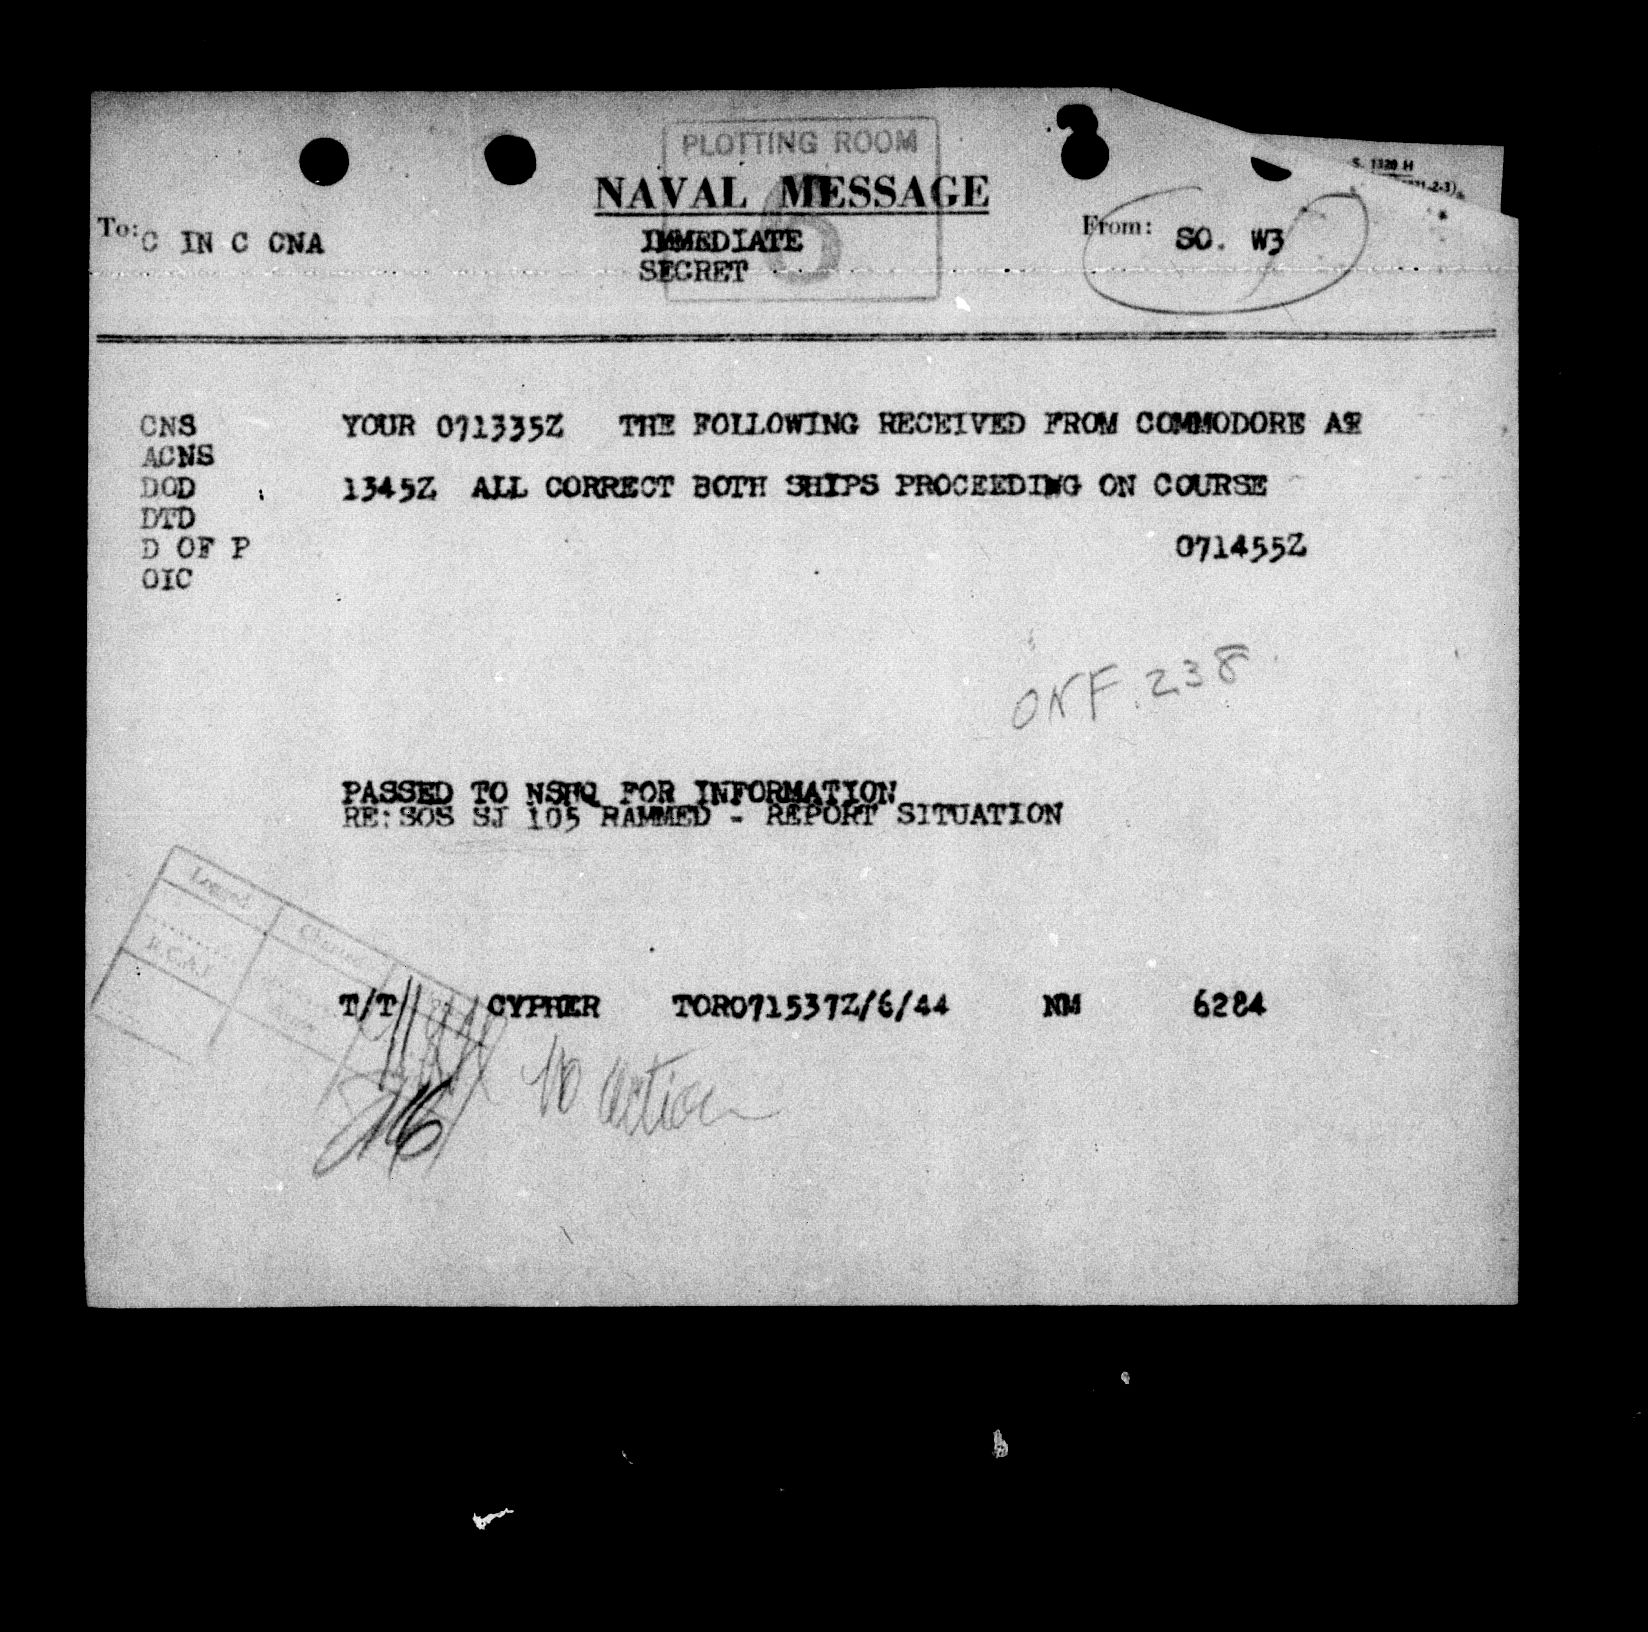 PLOTTING ROOM
6
S. 1320 H
NAVAL MESSAGE
To: C IN C CNA IMMEDIATE From: SO. W3
SECRET
CNS YOUR 071335Z THE FOLLOWING RECEIVED FROM COMMODORE AT
ACNS
DOD 1345Z ALL CORRECT BOTH SHIPS PROCEEDING ON COURSE
DTD
D OF P 071455Z
OIC
ONF. 238
PASSED TO NSHQ FOR INFORMATION
RE: SOS SJ 105 RAMMED - REPORT SITUATION
Logged
R.C.A.F
T/T CYPHER TOR071537Z/6/44 NM 6284
No action